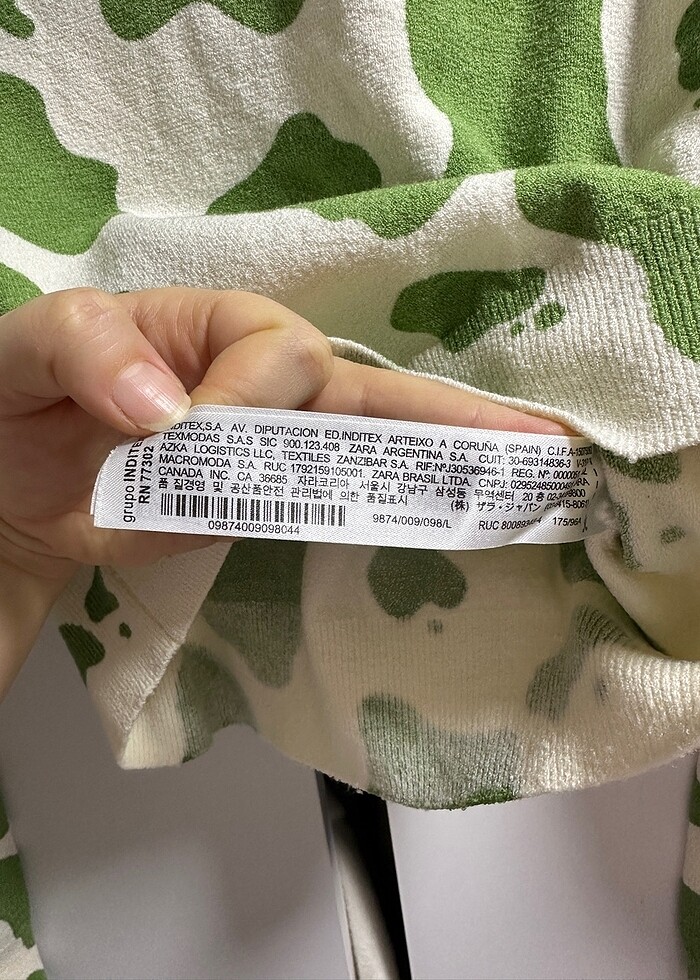 grupo INDITEX
RN 77302
INDITEX,S.A. AV. DIPUTACION ED,INDITEX ARTEIXO A CORUÑA (SPAIN) C.I.F.
TEXMODAS S.A.S SIC 900.123.408 ZARA ARGENTINA S.A. CUIT: 30-69314836-3
AZKA LOGISTICS LLC, TEXTILES ZANZIBAR S.A. RIF:NºJ30536946-1 REG. Nº
MACROMODA S.A. RUC 1792159105001. ZARA BRASIL LTDA. CNPJ:
CANADA INC. CA 36685 자라코리아 서울시 강남구 삼성동 무역센터 20 층
품 질경영 및 공산품안전 관리법에 의한 품질표시 (株) ザラ・ジャパン
09874009098044 9874/009/098/L RUC 175/96A